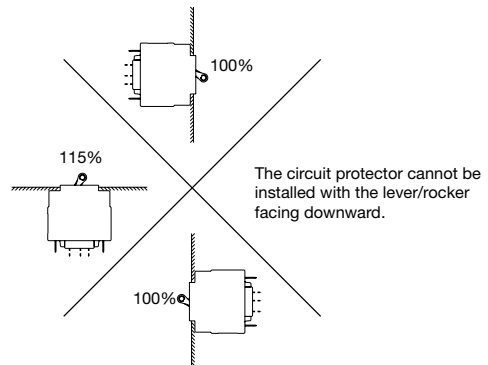 100%
115%
The circuit protector cannot be
installed with the lever/rocker
facing downward.
100%